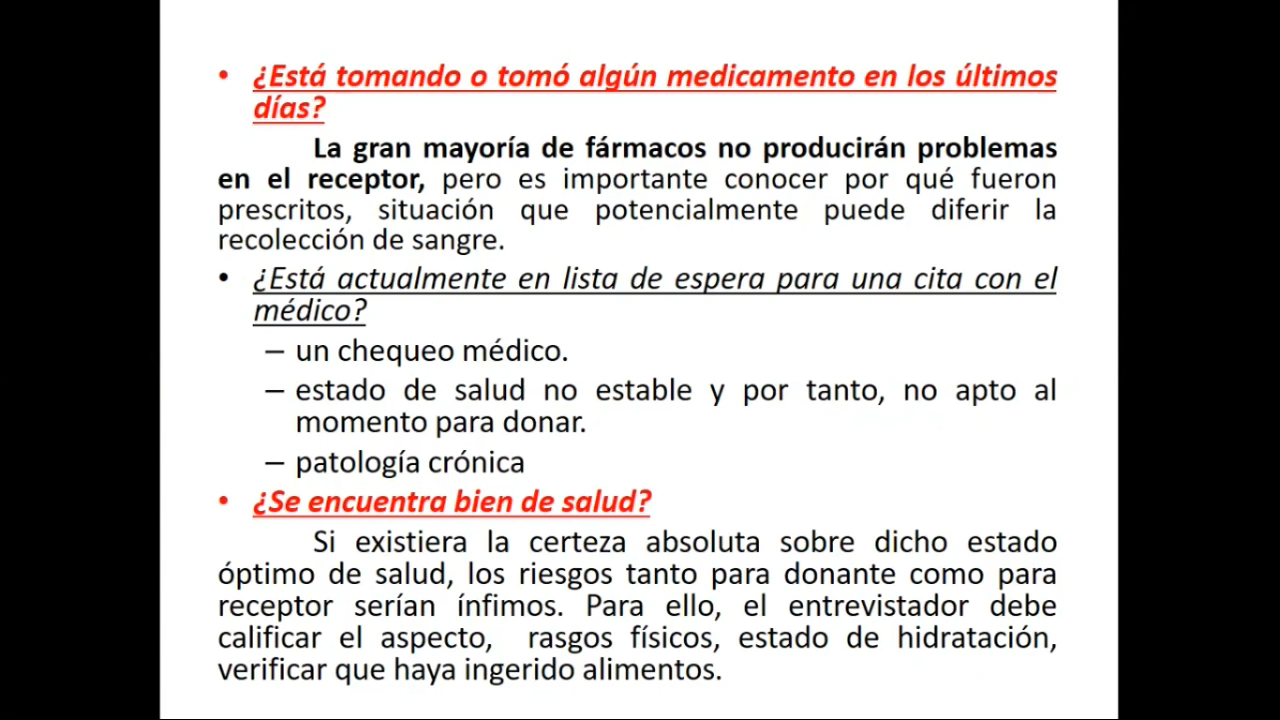 • ¿Está tomando o tomó algún medicamento en los últimos
días?
La gran mayoría de fármacos no producirán problemas
en el receptor, pero es importante conocer por qué fueron
prescritos, situación que potencialmente puede diferir la
recolección de sangre.
• ¿Está actualmente en lista de espera para una cita con el
médico?
– un chequeo médico.
– estado de salud no estable y por tanto, no apto al
momento para donar.
– patología crónica
• ¿Se encuentra bien de salud?
Si existiera la certeza absoluta sobre dicho estado
óptimo de salud, los riesgos tanto para donante como para
receptor serían ínfimos. Para ello, el entrevistador debe
calificar el aspecto, rasgos físicos, estado de hidratación,
verificar que haya ingerido alimentos.